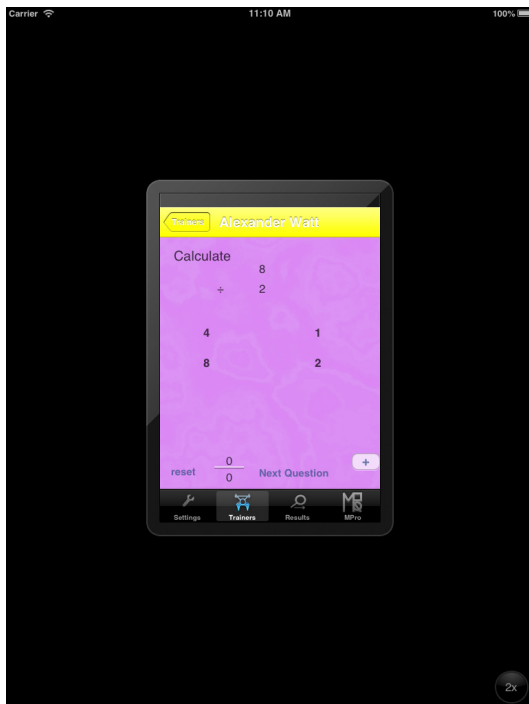 Carrier 11:10 AM 100%
Trainers Alexander Watt
Calculate
8
÷ 2
4 1
8 2
+
0
reset Next Question
0
Settings Trainers Results MPro
2x